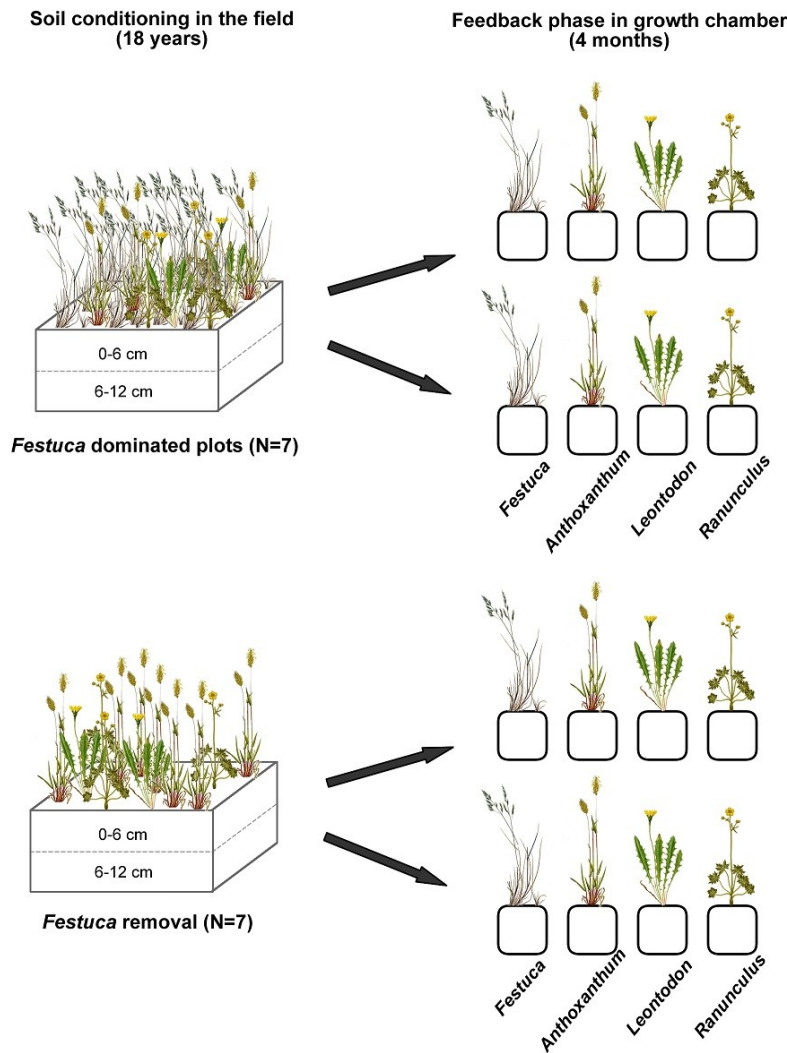 Soil conditioning in the field
(18 years)
Feedback phase in growth chamber
(4 months)
0-6 cm
6-12 cm
Festuca dominated plots (N=7)
Festuca
Anthoxanthum
Leontodon
Ranunculus
0-6 cm
6-12 cm
Festuca removal (N=7)
Festuca
Anthoxanthum
Leontodon
Ranunculus